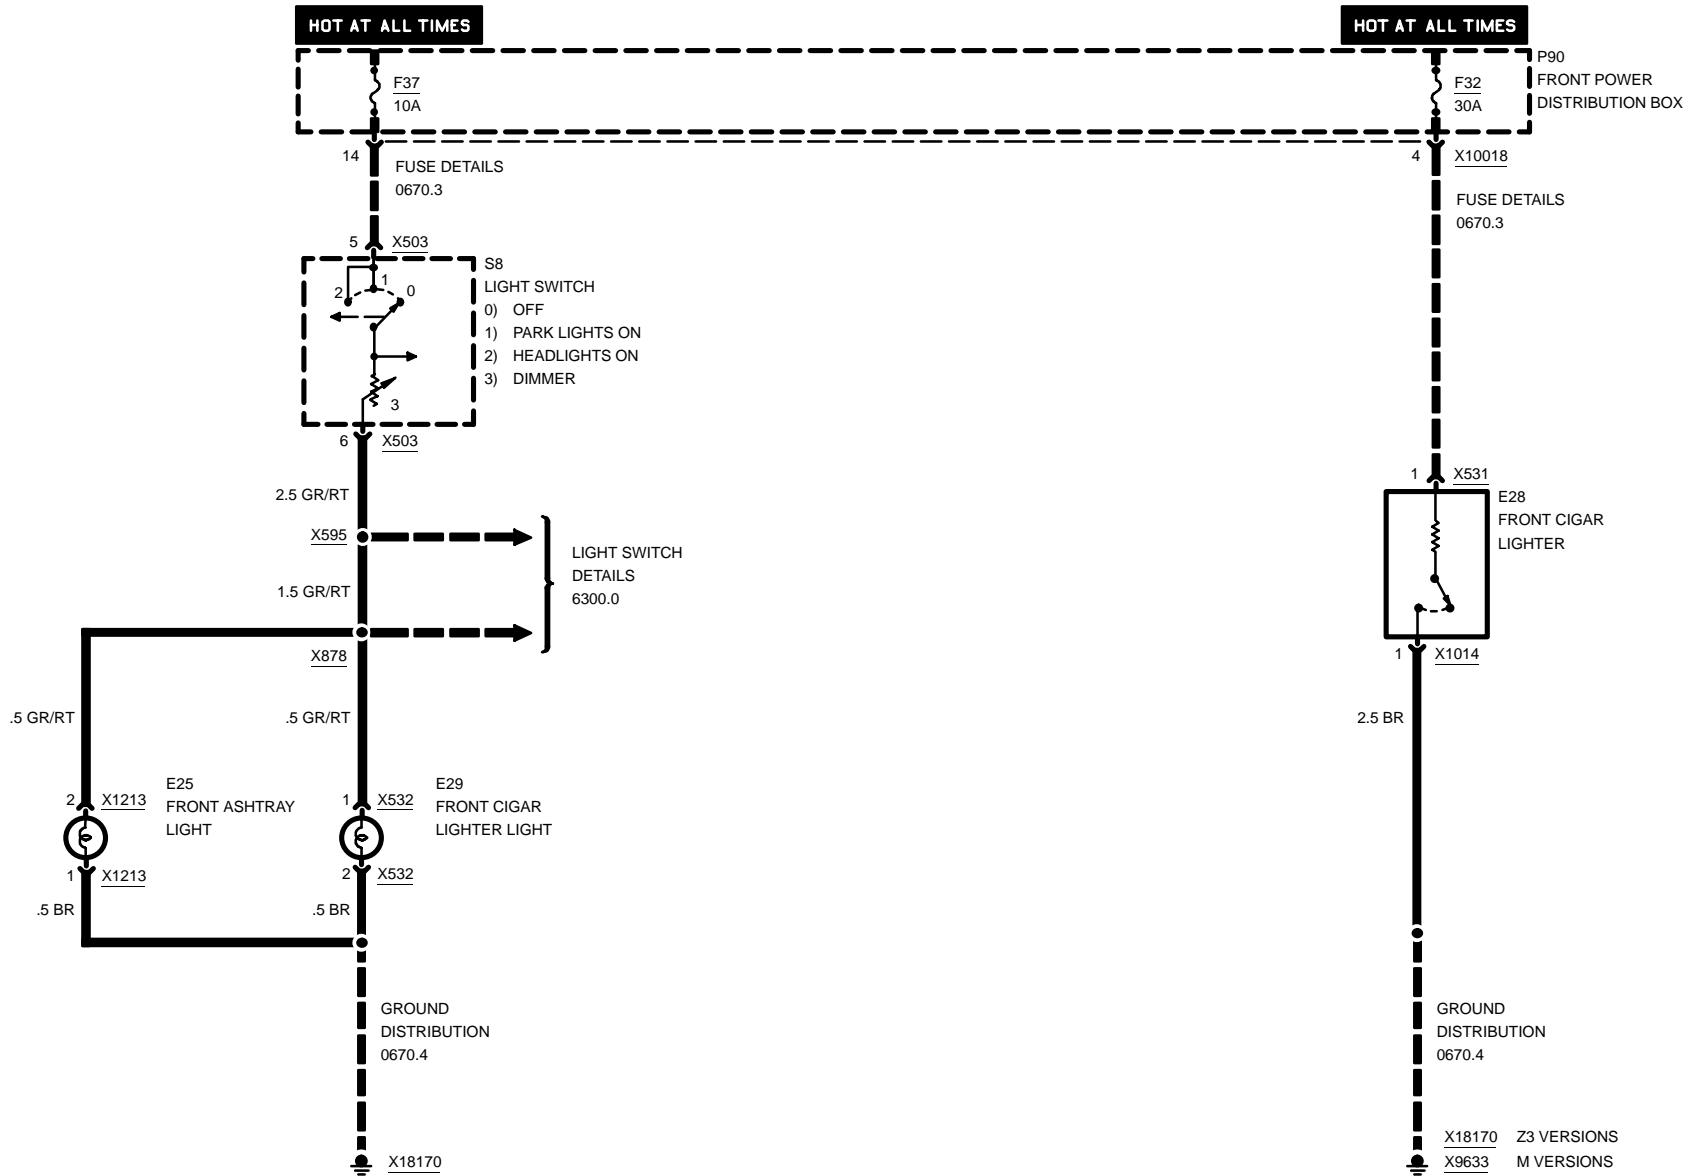 HOT AT ALL TIMES
HOT AT ALL TIMES
F37
10A
F32
30A
P90
FRONT POWER
DISTRIBUTION BOX
14
FUSE DETAILS
0670.3
4
X10018
FUSE DETAILS
0670.3
5
X503
1
2
0
3
S8
LIGHT SWITCH
0) OFF
1) PARK LIGHTS ON
2) HEADLIGHTS ON
3) DIMMER
6
X503
2.5 GR/RT
X595
1.5 GR/RT
LIGHT SWITCH
DETAILS
6300.0
X878
1
X531
E28
FRONT CIGAR
LIGHTER
1
X1014
.5 GR/RT
.5 GR/RT
2.5 BR
2
X1213
E25
FRONT ASHTRAY
LIGHT
1
X532
E29
FRONT CIGAR
LIGHTER LIGHT
1
X1213
2
X532
.5 BR
.5 BR
GROUND
DISTRIBUTION
0670.4
GROUND
DISTRIBUTION
0670.4
X18170
X18170 Z3 VERSIONS
X9633 M VERSIONS